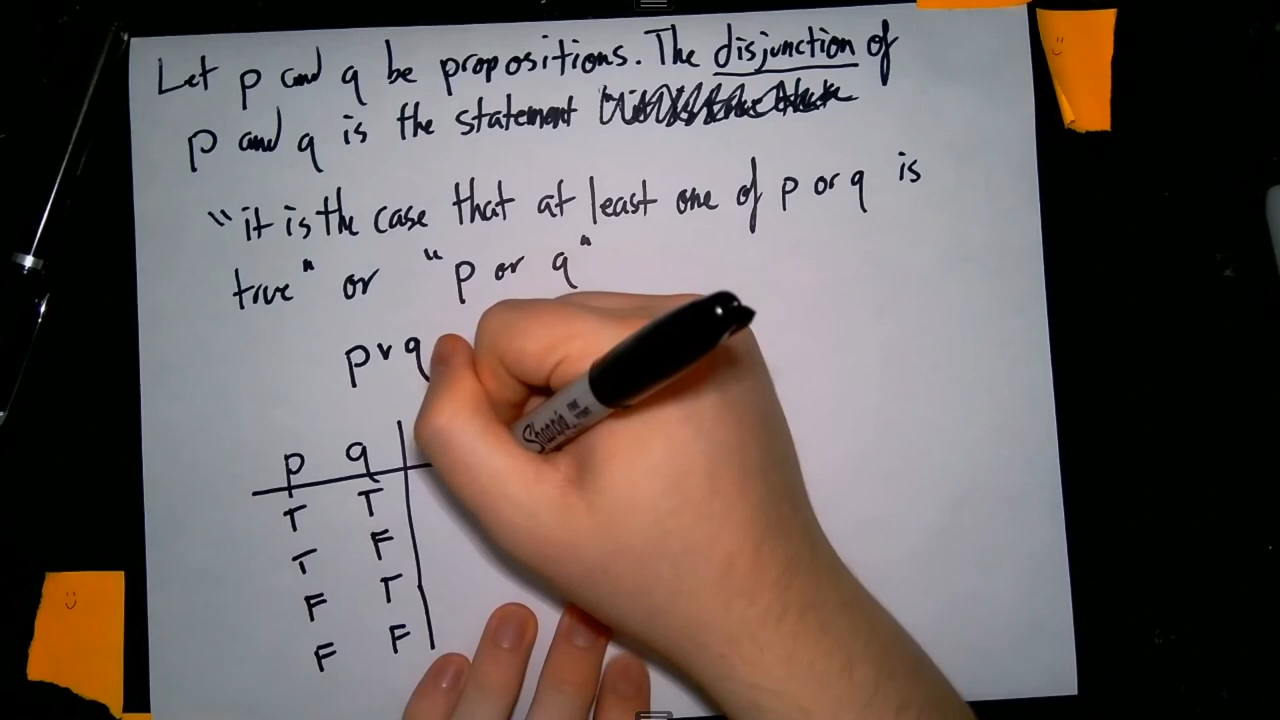 Let p and q be propositions. The disjunction of
p and q is the statement
"it is the case that at least one of p or q is
true" or "p or q"
p ∨ q
p q
T T
T F
F T
F F
Sharpie